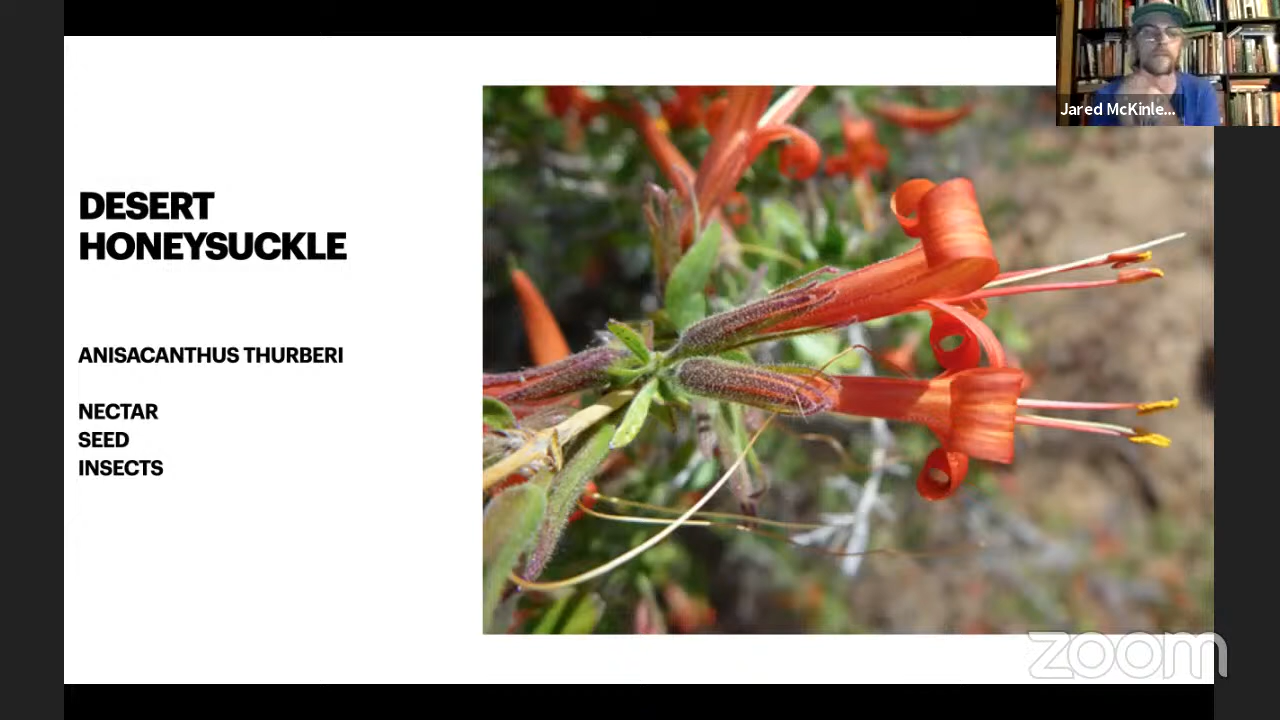 DESERT
HONEYSUCKLE
ANISACANTHUS THURBERI
NECTAR
SEED
INSECTS
Jared McKinle...
zoom